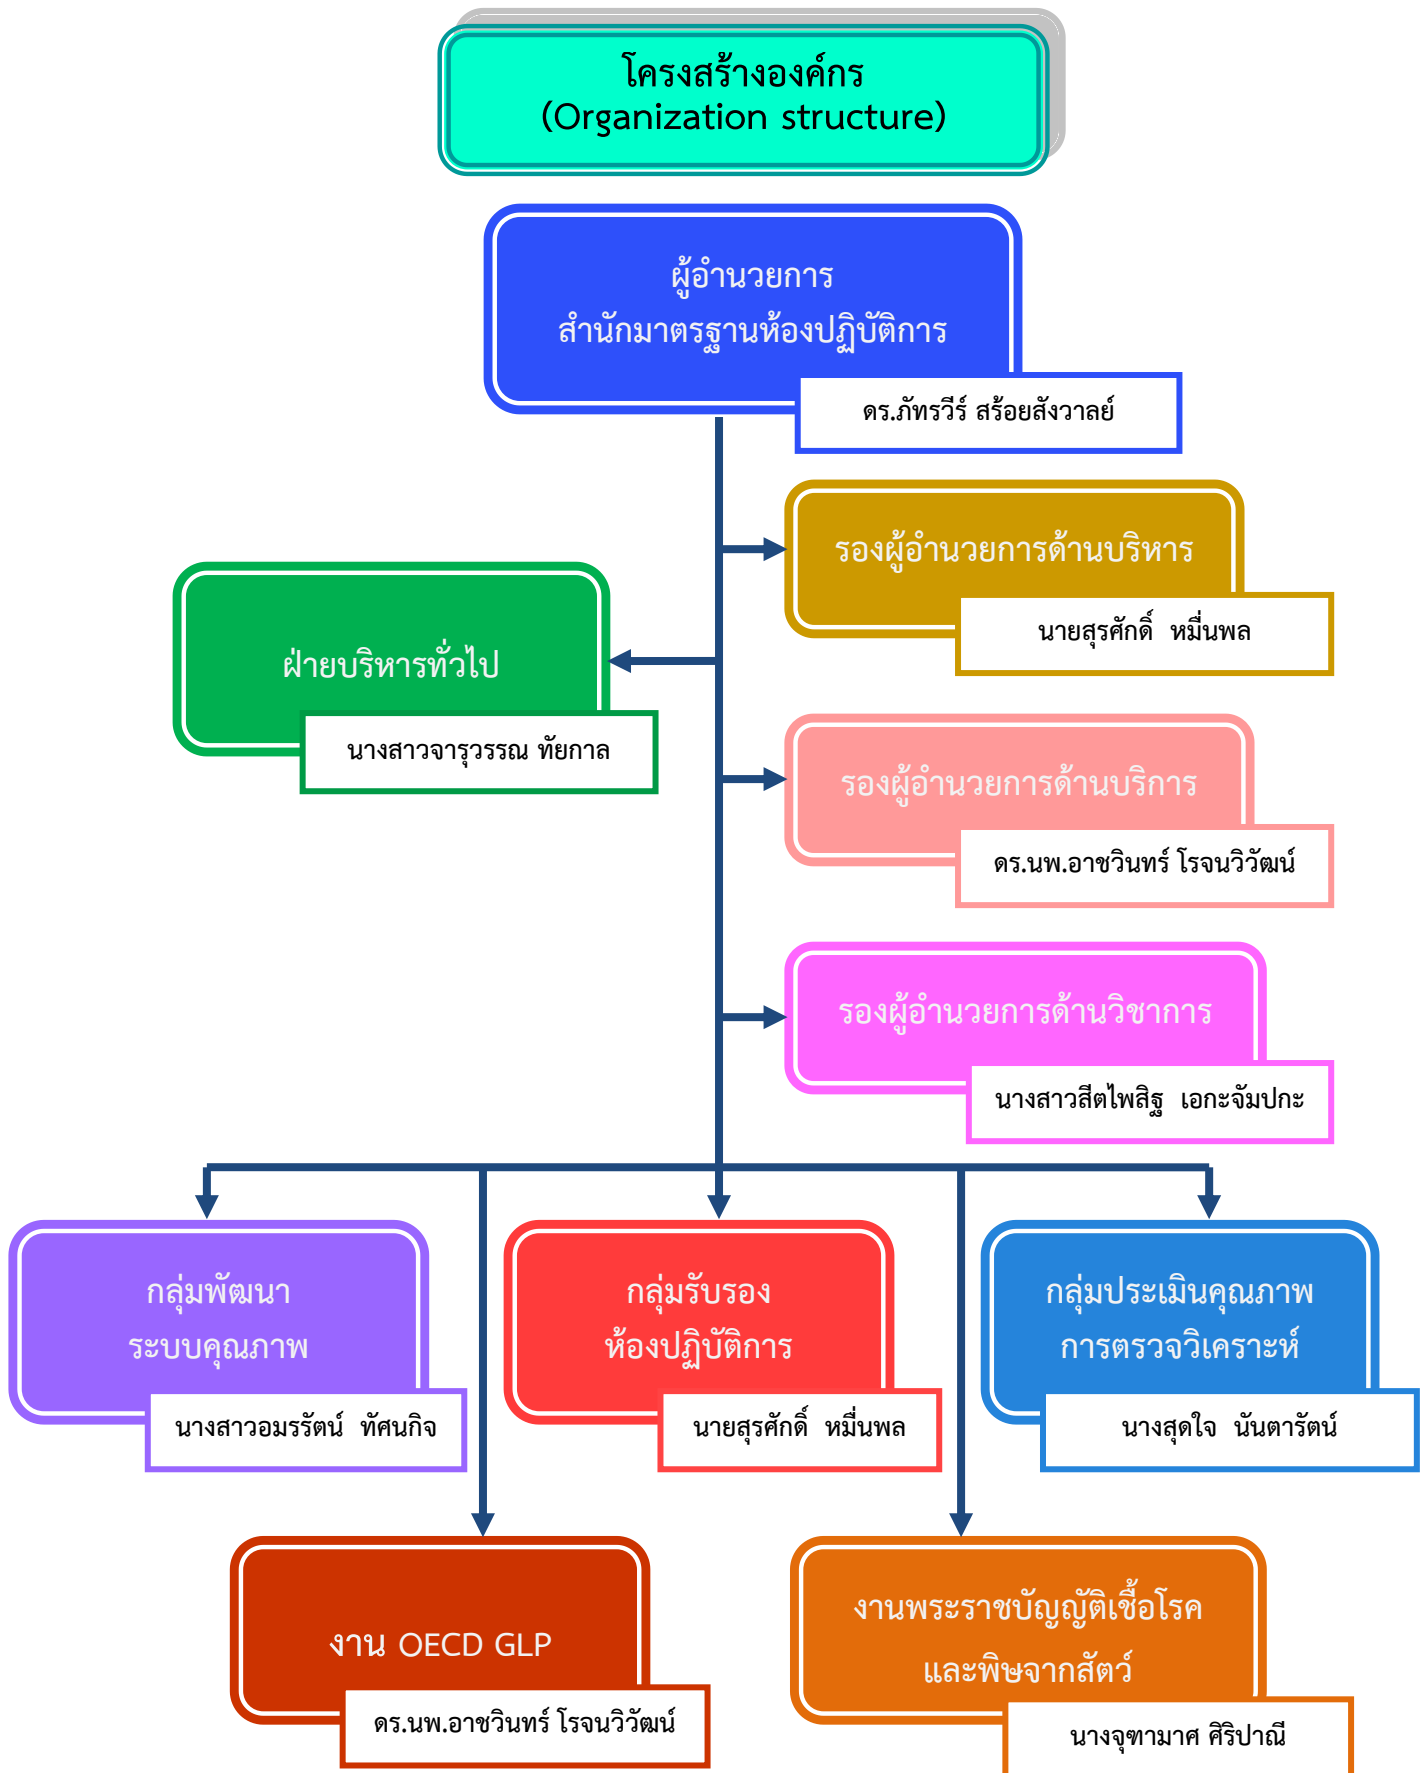 โครงสร้างองค์กร
(Organization structure)
ผู้อำนวยการ
สำนักมาตรฐานห้องปฏิบัติการ
ดร.ภัทรวีร์ สร้อยสังวาลย์
รองผู้อำนวยการด้านบริหาร
นายสุรศักดิ์ หมื่นพล
ฝ่ายบริหารทั่วไป
นางสาวจารุวรรณ ทัยกาล
รองผู้อำนวยการด้านบริการ
ดร.นพ.อาชวินทร์ โรจนวิวัฒน์
รองผู้อำนวยการด้านวิชาการ
นางสาวสีตไพสิฐ เอกะจัมปกะ
กลุ่มพัฒนา
ระบบคุณภาพ
นางสาวอมรรัตน์ ทัศนกิจ
กลุ่มรับรอง
ห้องปฏิบัติการ
นายสุรศักดิ์ หมื่นพล
กลุ่มประเมินคุณภาพ
การตรวจวิเคราะห์
นางสุดใจ นันตารัตน์
งาน OECD GLP
ดร.นพ.อาชวินทร์ โรจนวิวัฒน์
งานพระราชบัญญัติเชื้อโรค
และพิษจากสัตว์
นางจุฑามาศ ศิริปาณี